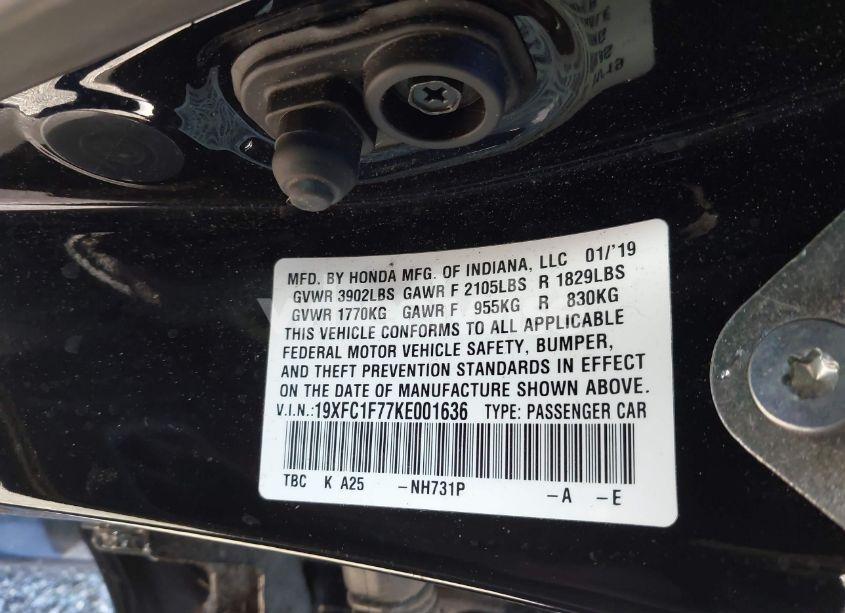 MFD. BY HONDA MFG. OF INDIANA, LLC 01/'19
GVWR 3902LBS GAWR F 2105LBS R 1829LBS
GVWR 1770KG GAWR F 955KG R 830KG
THIS VEHICLE CONFORMS TO ALL APPLICABLE
FEDERAL MOTOR VEHICLE SAFETY, BUMPER,
AND THEFT PREVENTION STANDARDS IN EFFECT
ON THE DATE OF MANUFACTURE SHOWN ABOVE.
V.I.N.:19XFC1F77KE001636 TYPE: PASSENGER CAR
TBC K A25 -NH731P -A -E